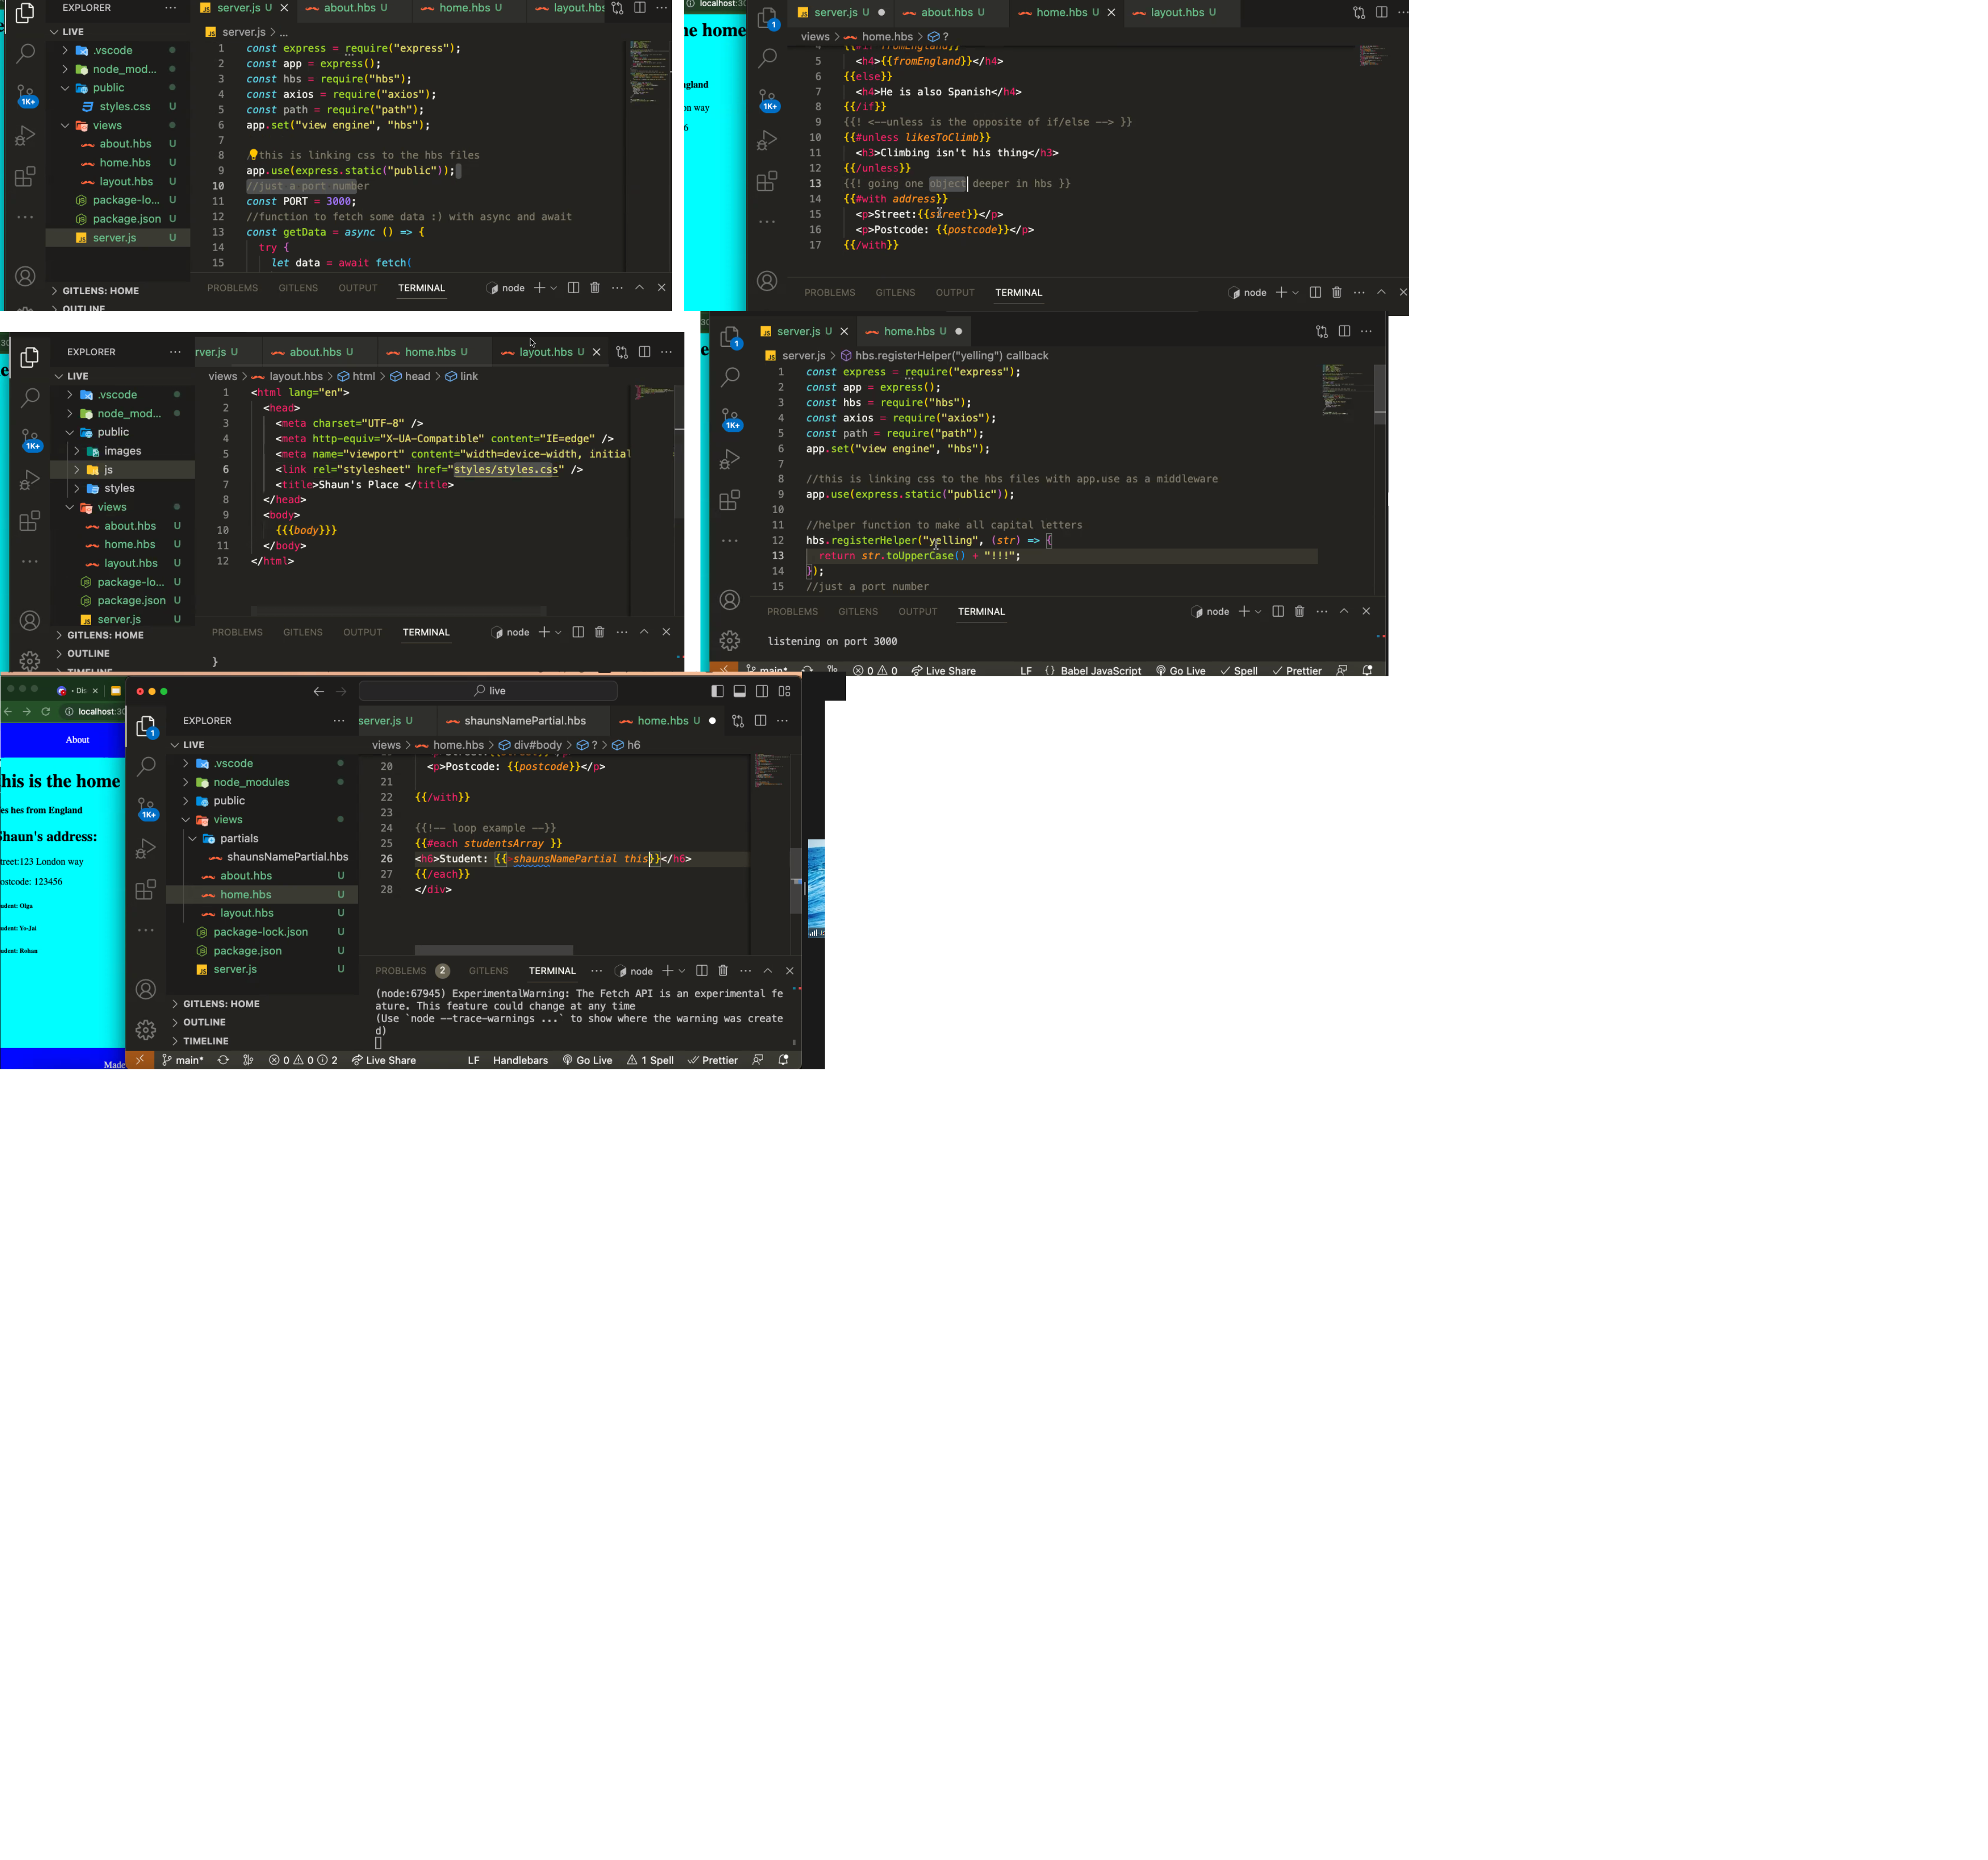 EXPLORER
LIVE
.vscode
node_mod...
public
styles.css U
views
about.hbs U
home.hbs U
layout.hbs U
package-lo... U
package.json U
server.js U
GITLENS: HOME
OUTLINE
1K+
server.js U
about.hbs U
home.hbs U
layout.hbs
server.js > ...
1 const express = require("express");
2 const app = express();
3 const hbs = require("hbs");
4 const axios = require("axios");
5 const path = require("path");
6 app.set("view engine", "hbs");
7
8 //this is linking css to the hbs files
9 app.use(express.static("public"));
10 //just a port number
11 const PORT = 3000;
12 //function to fetch some data :) with async and await
13 const getData = async () => {
14 try {
15 let data = await fetch(
PROBLEMS GITLENS OUTPUT TERMINAL node
localhost:30
he home
ngland
on way
6
1
1K+
server.js U
about.hbs U
home.hbs U
layout.hbs U
views > home.hbs > ?
4 {{#if fromEngland}}
5 <h4>{{fromEngland}}</h4>
6 {{else}}
7 <h4>He is also Spanish</h4>
8 {{/if}}
9 {{! <--unless is the opposite of if/else --> }}
10 {{#unless likesToClimb}}
11 <h3>Climbing isn't his thing</h3>
12 {{/unless}}
13 {{! going one object deeper in hbs }}
14 {{#with address}}
15 <p>Street:{{street}}</p>
16 <p>Postcode: {{postcode}}</p>
17 {{/with}}
PROBLEMS GITLENS OUTPUT TERMINAL node
EXPLORER
LIVE
.vscode
node_mod...
public
images
js
styles
views
about.hbs U
home.hbs U
layout.hbs U
package-lo... U
package.json U
server.js U
GITLENS: HOME
OUTLINE
TIMELINE
1K+
rver.js U
about.hbs U
home.hbs U
layout.hbs U
views > layout.hbs > html > head > link
1 <html lang="en">
2 <head>
3 <meta charset="UTF-8" />
4 <meta http-equiv="X-UA-Compatible" content="IE=edge" />
5 <meta name="viewport" content="width=device-width, initial
6 <link rel="stylesheet" href="styles/styles.css" />
7 <title>Shaun's Place </title>
8 </head>
9 <body>
10 {{{body}}}
11 </body>
12 </html>
PROBLEMS GITLENS OUTPUT TERMINAL node
}
1
1K+
server.js U
home.hbs U
server.js > hbs.registerHelper("yelling") callback
1 const express = require("express");
2 const app = express();
3 const hbs = require("hbs");
4 const axios = require("axios");
5 const path = require("path");
6 app.set("view engine", "hbs");
7
8 //this is linking css to the hbs files with app.use as a middleware
9 app.use(express.static("public"));
10
11 //helper function to make all capital letters
12 hbs.registerHelper("yelling", (str) => {
13 return str.toUpperCase() + "!!!";
14 });
15 //just a port number
PROBLEMS GITLENS OUTPUT TERMINAL node
listening on port 3000
main* 0 0 Live Share LF {} Babel JavaScript Go Live Spell Prettier
Dis
localhost:30
About
his is the home
es hes from England
Shaun's address:
treet:123 London way
ostcode: 123456
udent: Olga
udent: Yo-Jai
udent: Rohan
Made
live
1
1K+
EXPLORER
LIVE
.vscode
node_modules
public
views
partials
shaunsNamePartial.hbs
about.hbs U
home.hbs U
layout.hbs U
package-lock.json U
package.json U
server.js U
GITLENS: HOME
OUTLINE
TIMELINE
server.js U
shaunsNamePartial.hbs
home.hbs U
views > home.hbs > div#body > ? > h6
20 <p>Postcode: {{postcode}}</p>
21
22 {{/with}}
23
24 {{!-- loop example --}}
25 {{#each studentsArray }}
26 <h6>Student: {{> shaunsNamePartial this}}</h6>
27 {{/each}}
28 </div>
PROBLEMS 2 GITLENS TERMINAL node
(node:67945) ExperimentalWarning: The Fetch API is an experimental fe
ature. This feature could change at any time
(Use `node --trace-warnings ...` to show where the warning was create
d)
main* 0 0 2 Live Share LF Handlebars Go Live 1 Spell Prettier